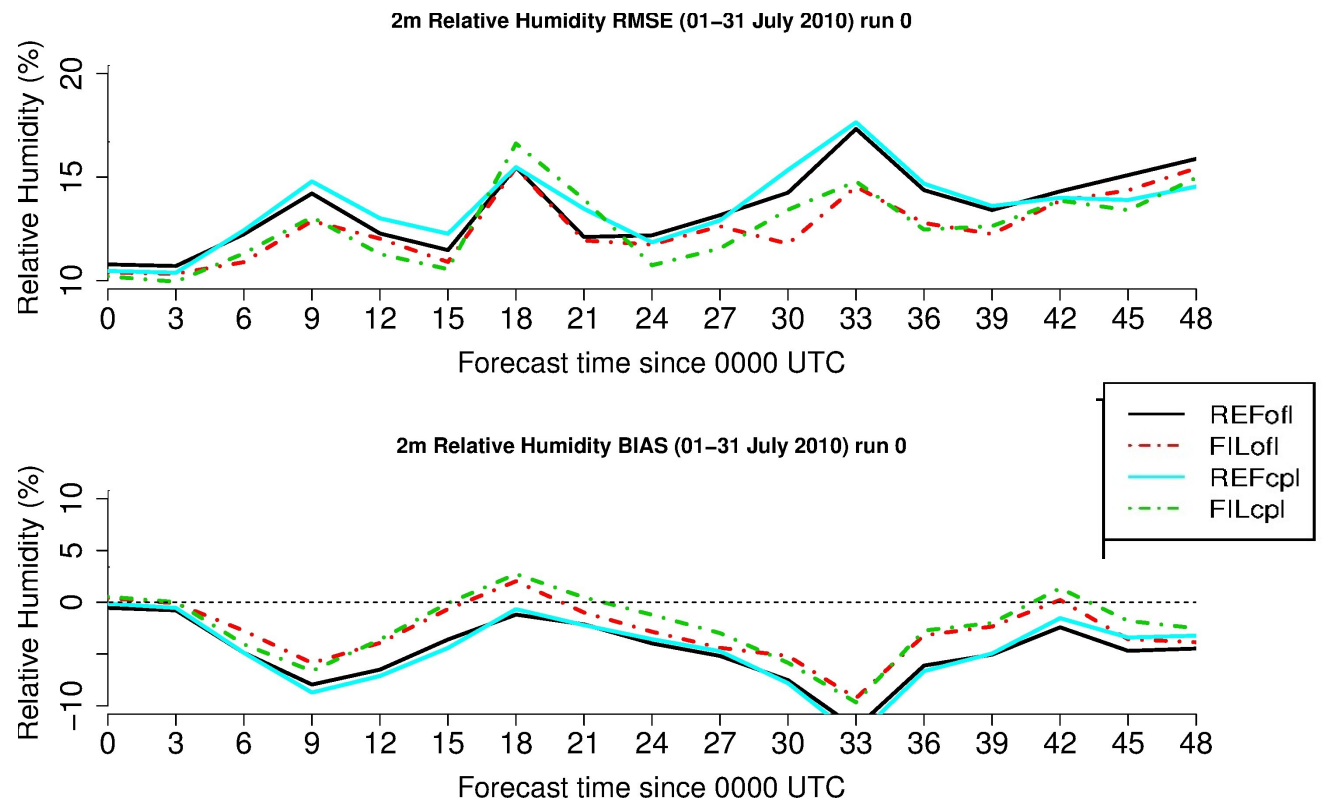 2m Relative Humidity RMSE (01−31 July 2010) run 0
Relative Humidity (%)
20
15
10
0 3 6 9 12 15 18 21 24 27 30 33 36 39 42 45 48
Forecast time since 0000 UTC
REFofl
FILofl
REFcpl
FILcpl
2m Relative Humidity BIAS (01−31 July 2010) run 0
Relative Humidity (%)
10
5
0
−10
0 3 6 9 12 15 18 21 24 27 30 33 36 39 42 45 48
Forecast time since 0000 UTC